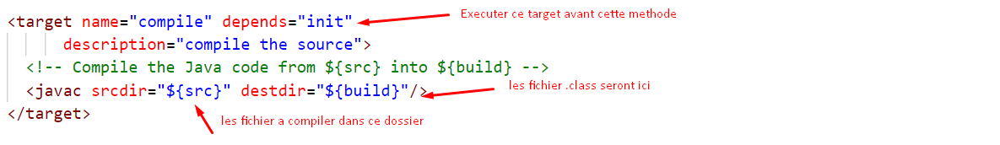 <target name="compile" depends="init"
Executer ce target avant cette methode
description="compile the source">
<!-- Compile the Java code from ${src} into ${build} -->
<javac srcdir="${src}" destdir="${build}"/>
les fichier .class seront ici
</target>
les fichier a compiler dans ce dossier